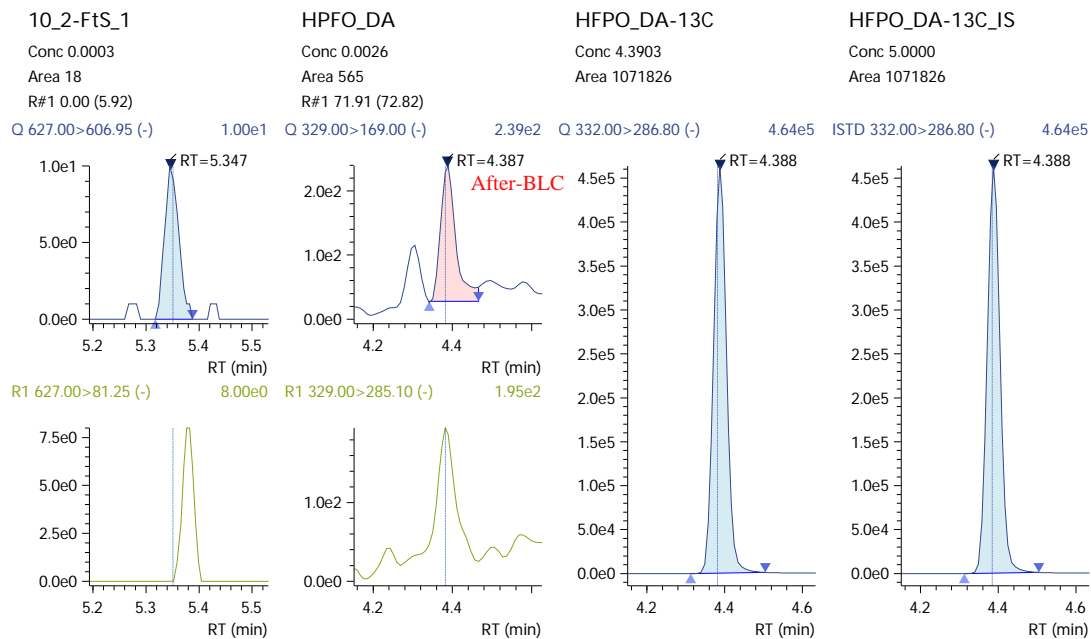 10_2-FtS_1
Conc 0.0003
Area 18
R#1 0.00 (5.92)
Q 627.00>606.95 (-) 1.00e1
RT=5.347
1.0e1
5.0e0
0.0e0
5.2 5.3 5.4 5.5
RT (min)
R1 627.00>81.25 (-) 8.00e0
7.5e0
5.0e0
2.5e0
0.0e0
5.2 5.3 5.4 5.5
RT (min)
HPFO_DA
Conc 0.0026
Area 565
R#1 71.91 (72.82)
Q 329.00>169.00 (-) 2.39e2
RT=4.387
After-BLC
2.0e2
1.0e2
0.0e0
4.2 4.4
RT (min)
R1 329.00>285.10 (-) 1.95e2
1.0e2
0.0e0
4.2 4.4
RT (min)
HFPO_DA-13C
Conc 4.3903
Area 1071826
Q 332.00>286.80 (-) 4.64e5
RT=4.388
4.5e5
4.0e5
3.5e5
3.0e5
2.5e5
2.0e5
1.5e5
1.0e5
5.0e4
0.0e0
4.2 4.4 4.6
RT (min)
HFPO_DA-13C_IS
Conc 5.0000
Area 1071826
ISTD 332.00>286.80 (-) 4.64e5
RT=4.388
4.5e5
4.0e5
3.5e5
3.0e5
2.5e5
2.0e5
1.5e5
1.0e5
5.0e4
0.0e0
4.2 4.4 4.6
RT (min)